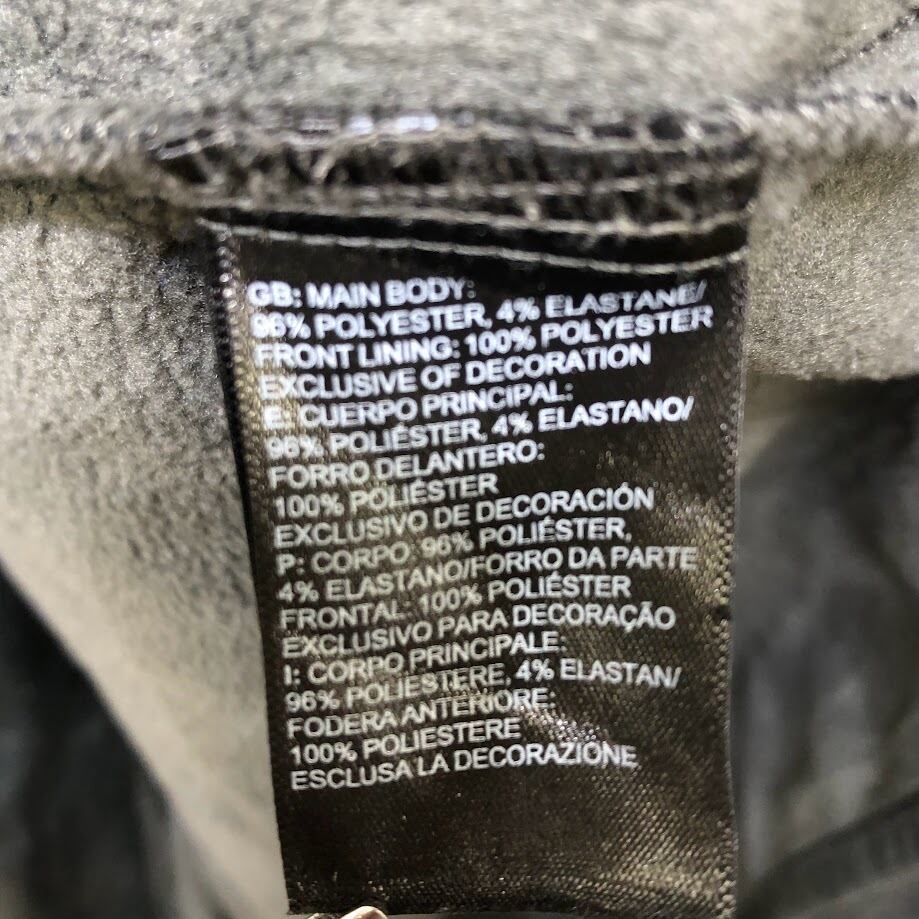 GB: MAIN BODY:
96% POLYESTER, 4% ELASTANE/
FRONT LINING: 100% POLYESTER
EXCLUSIVE OF DECORATION
E: CUERPO PRINCIPAL:
96% POLIÉSTER, 4% ELASTANO/
FORRO DELANTERO:
100% POLIÉSTER
EXCLUSIVO DE DECORACIÓN
P: CORPO: 96% POLIÉSTER,
4% ELASTANO/FORRO DA PARTE
FRONTAL: 100% POLIÉSTER
EXCLUSIVO PARA DECORAÇÃO
I: CORPO PRINCIPALE:
96% POLIESTERE, 4% ELASTAN/
FODERA ANTERIORE:
100% POLIESTERE
ESCLUSA LA DECORAZIONE